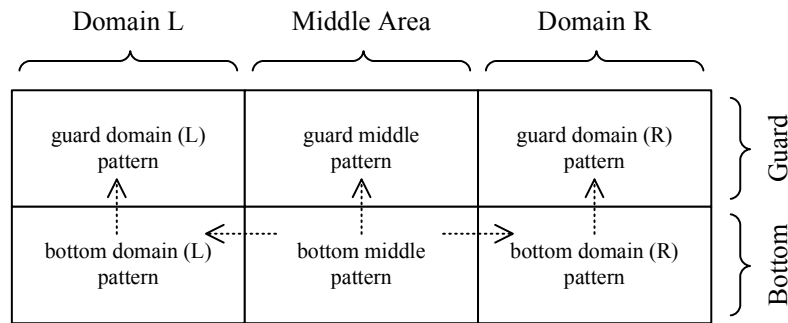 Domain L
Middle Area
Domain R
guard domain (L)
pattern
guard middle
pattern
guard domain (R)
pattern
Guard
bottom domain (L)
pattern
bottom middle
pattern
bottom domain (R)
pattern
Bottom